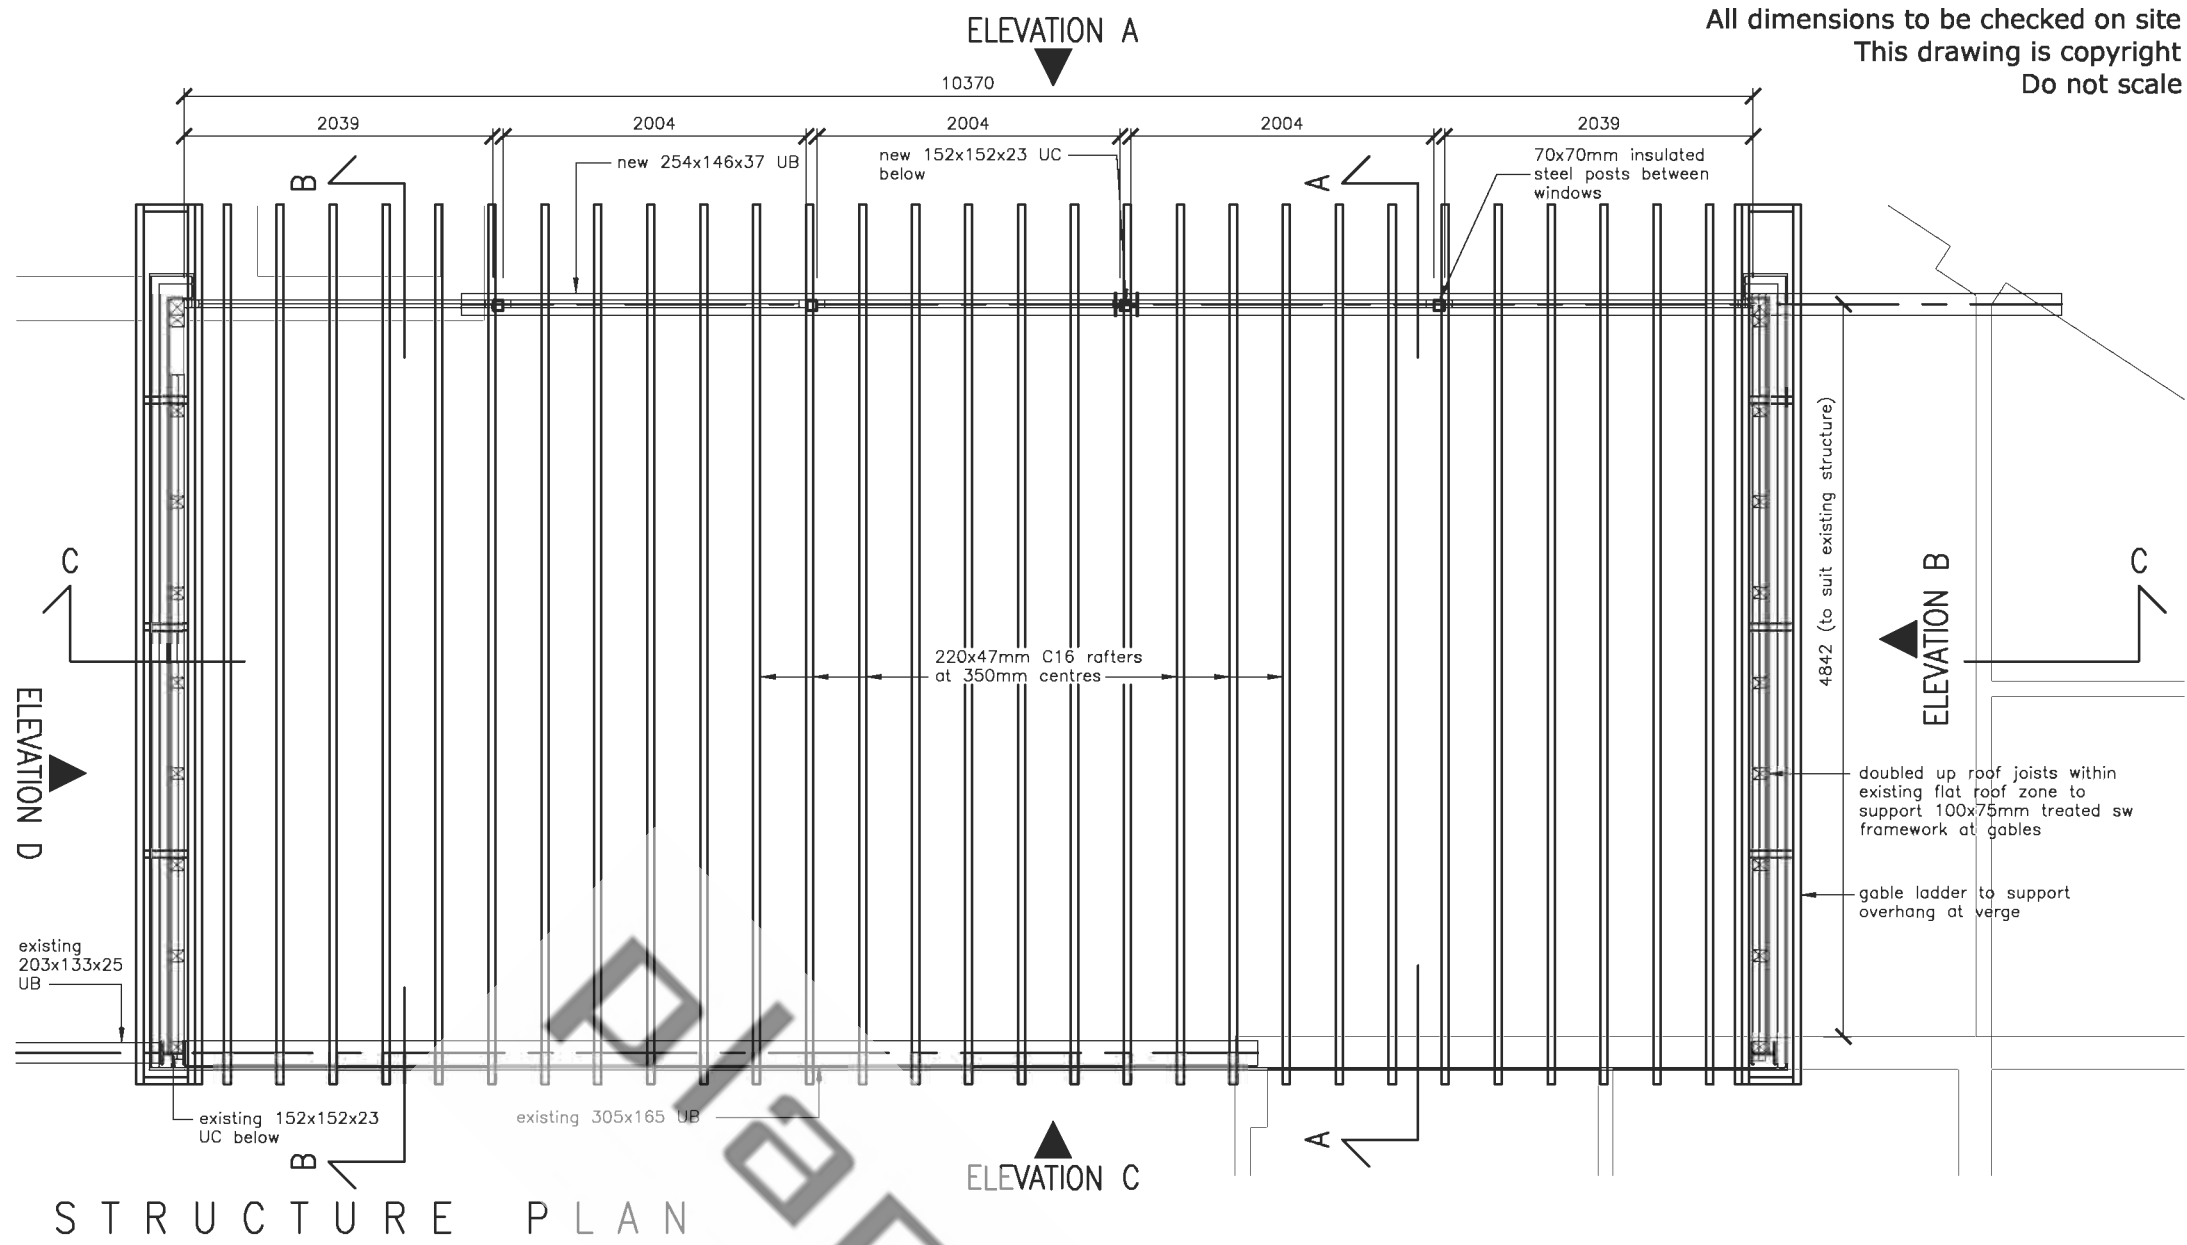 ELEVATION A
All dimensions to be checked on site
This drawing is copyright
Do not scale
10370
2039
2004
2004
2004
2039
B
new 254x146x37 UB
new 152x152x23 UC
below
A
70x70mm insulated
steel posts between
windows
C
C
4842 (to suit existing structure)
ELEVATION B
220x47mm C16 rafters
at 350mm centres
ELEVATION D
doubled up roof joists within
existing flat roof zone to
support 100x75mm treated sw
framework at gables
gable ladder to support
overhang at verge
existing
203x133x25
UB
existing 152x152x23
UC below
existing 305x165 UB
B
A
ELEVATION C
STRUCTURE PLAN